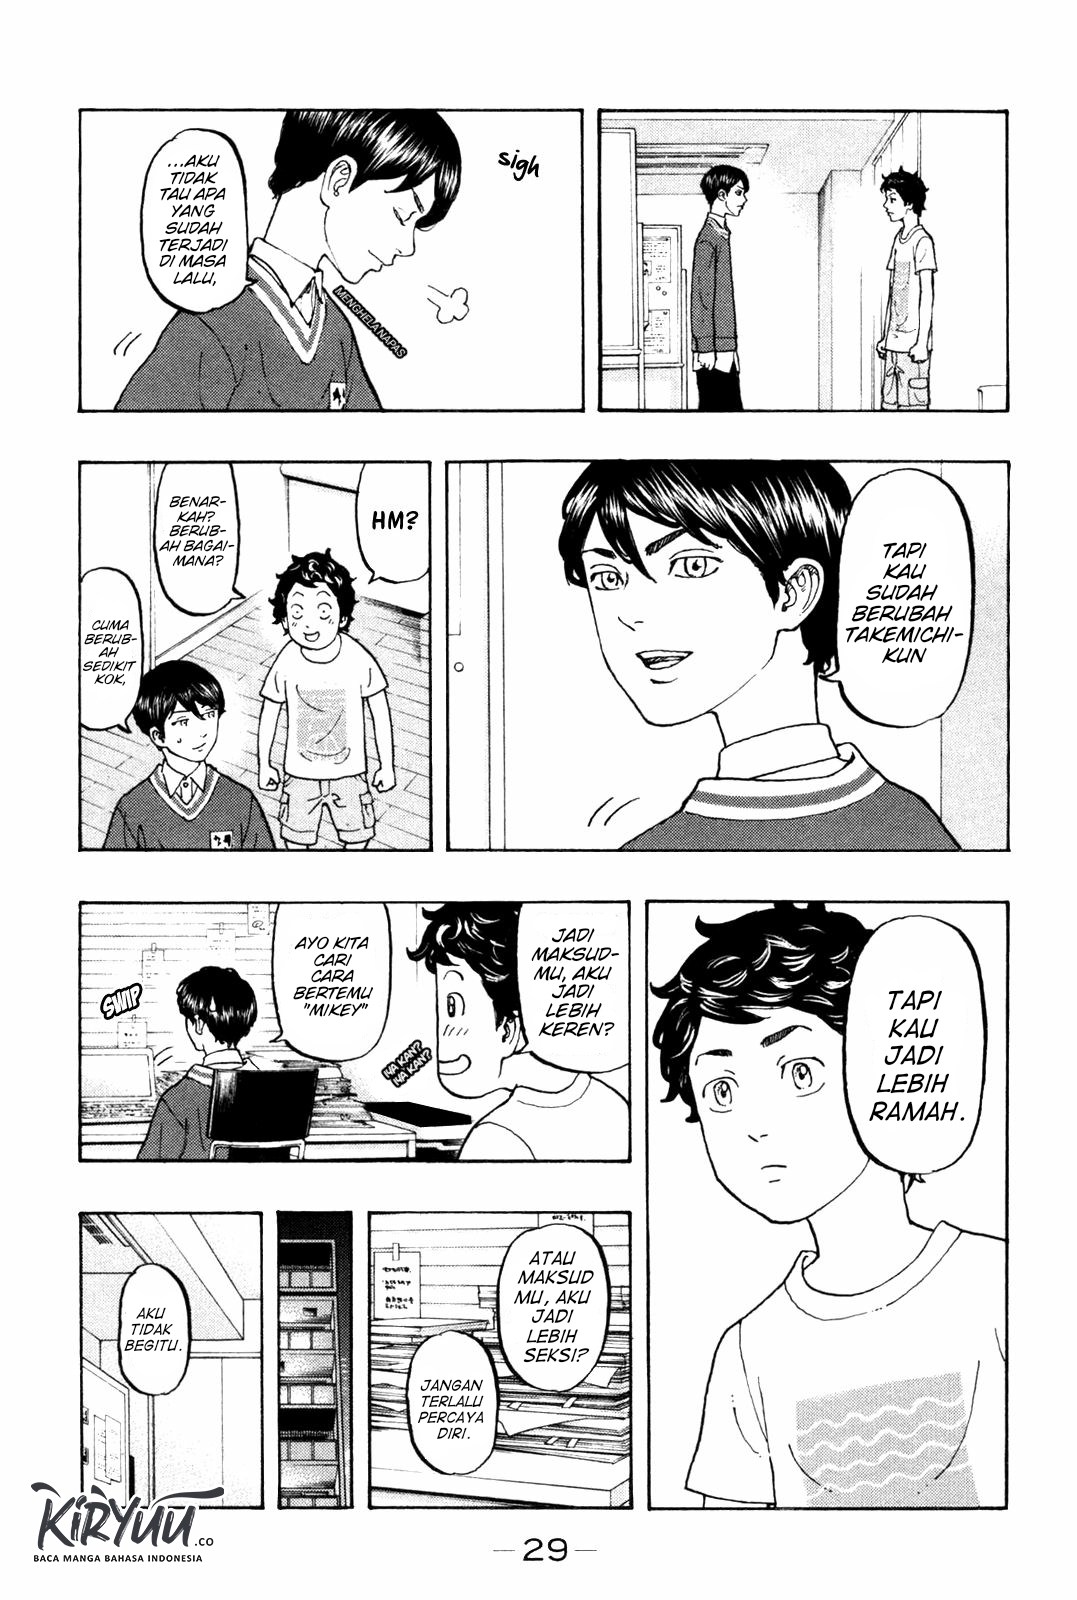 sigh
...AKU
TIDAK
TAU APA
YANG
SUDAH
TERJADI
DI MASA
LALU,
MENGHELA NAPAS
TAPI
KAU
SUDAH
BERUBAH
TAKEMICHI-
KUN
HM?
BENAR-
KAH?
BERUB-
AH BAGAI-
MANA?
CUMA
BERUB-
AH
SEDIKIT
KOK,
TAPI
KAU
JADI
LEBIH
RAMAH.
JADI
MAKSUD-
MU, AKU
JADI
LEBIH
KEREN?
IYA KAN?
IYA KAN?
AYO KITA
CARI
CARA
BERTEMU
"MIKEY"
SWIP
ATAU
MAKSUD
MU, AKU
JADI
LEBIH
SEKSI?
JANGAN
TERLALU
PERCAYA
DIRI.
AKU
TIDAK
BEGITU.
KIRYUU.CO
BACA MANGA BAHASA INDONESIA
— 29 —